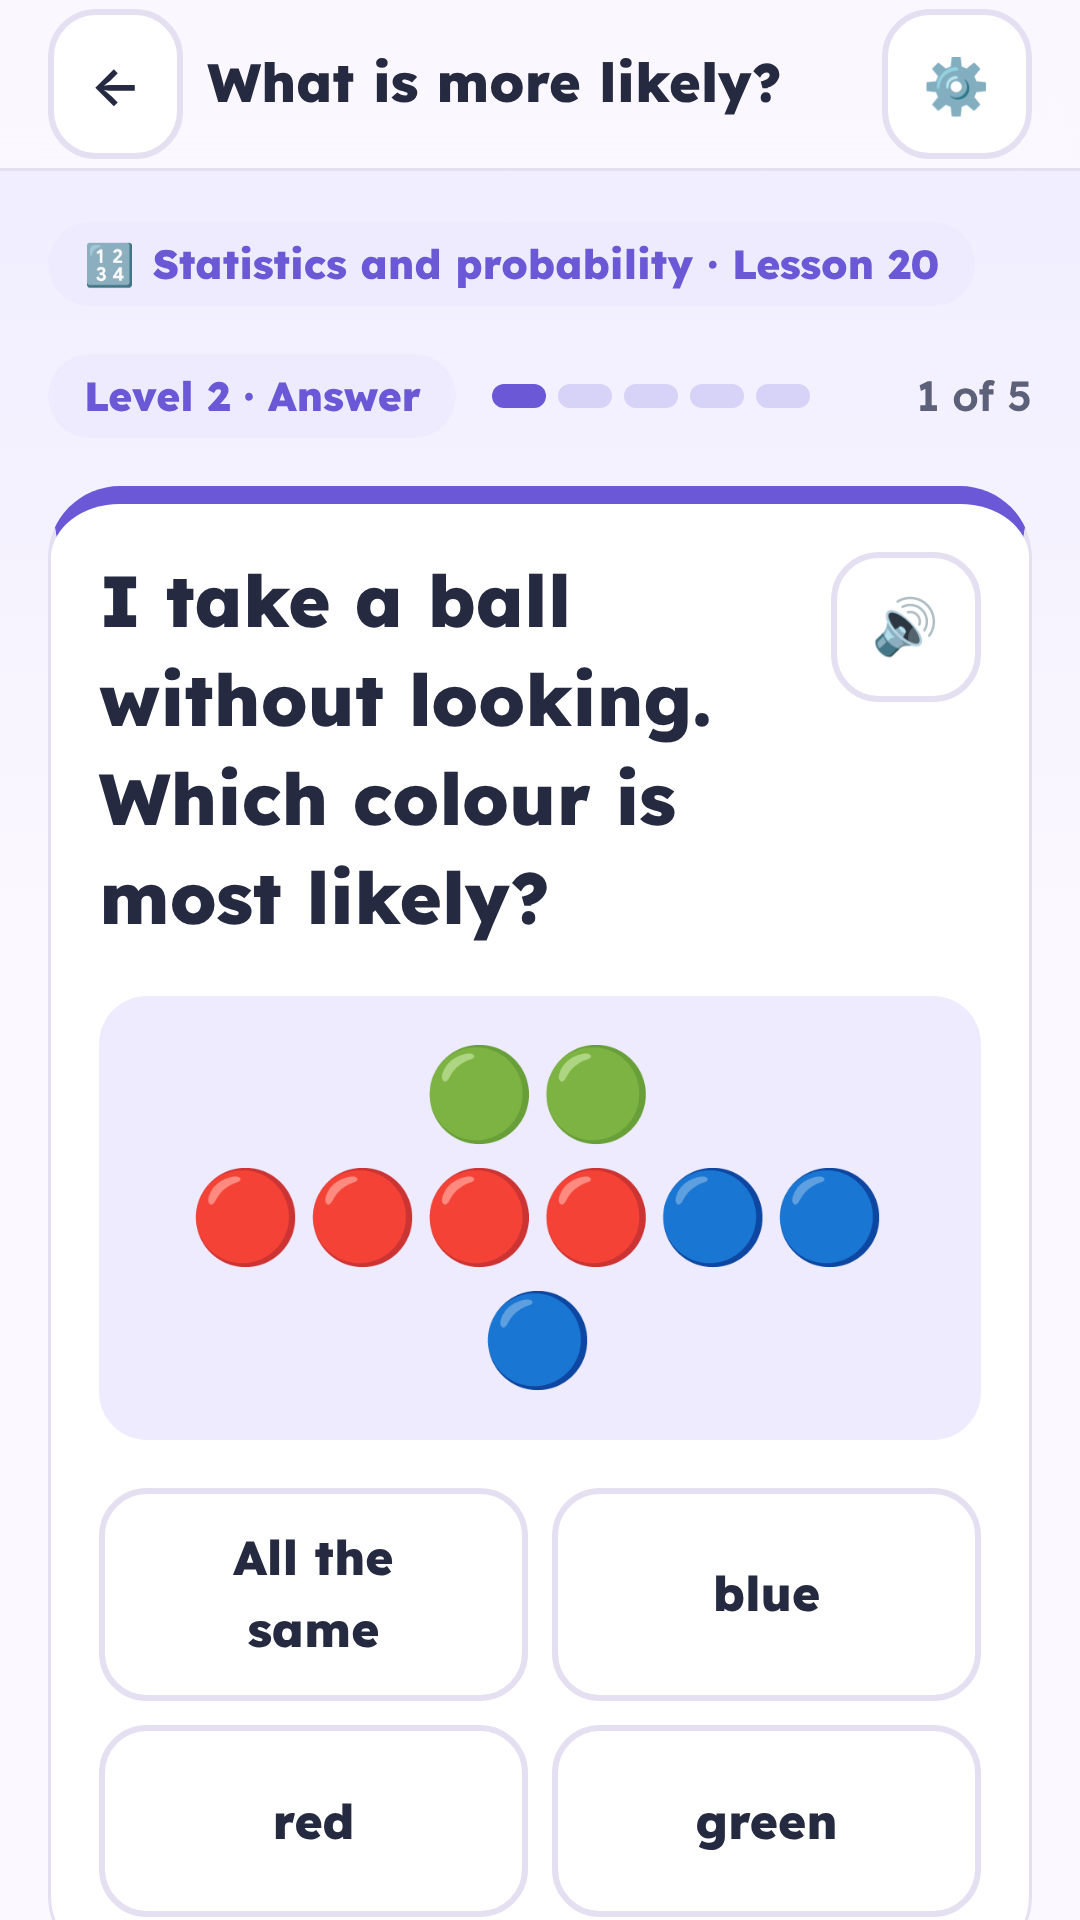 What is more likely?
Statistics and probability · Lesson 20
Level 2 · Answer
1 of 5
I take a ball
without looking.
Which colour is
most likely?
All the
same
blue
red
green